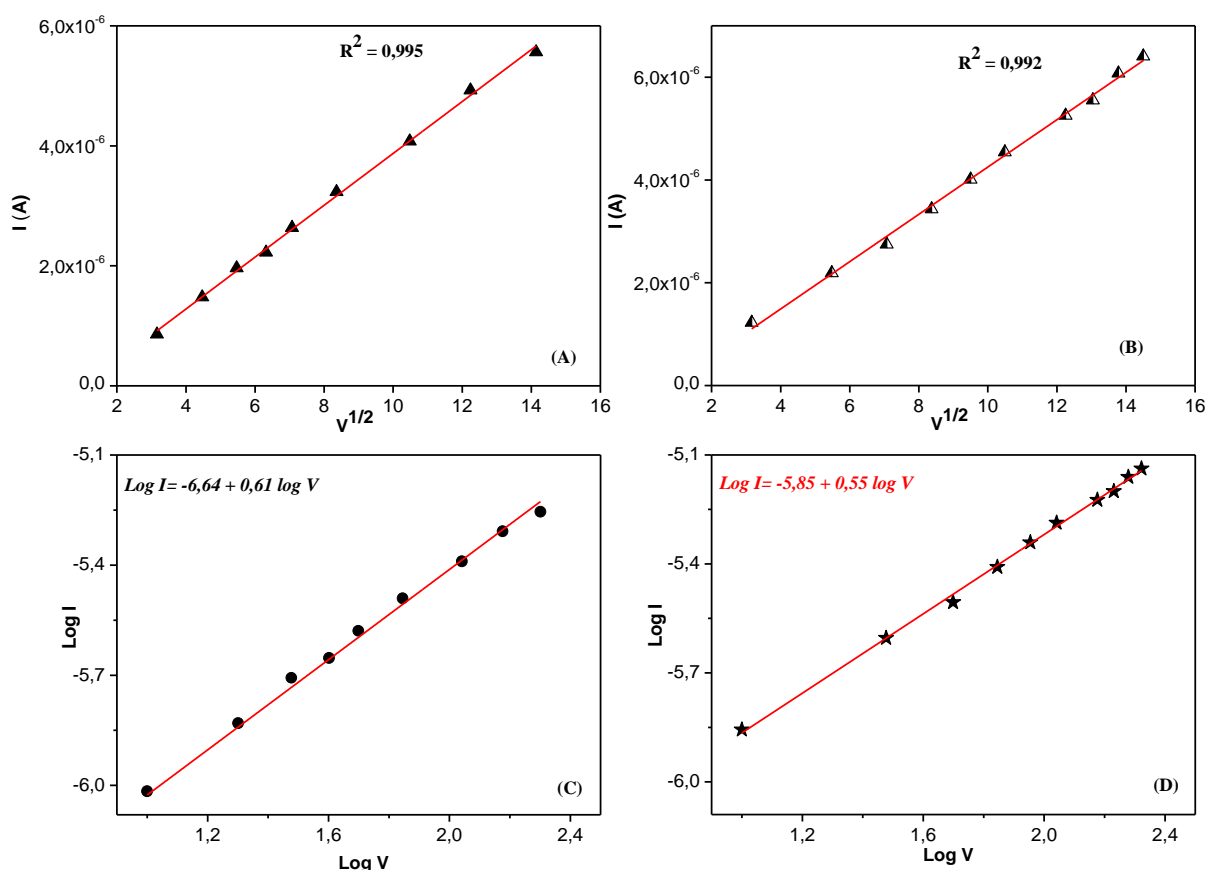 6,0x10⁻⁶
4,0x10⁻⁶
2,0x10⁻⁶
0,0
I (A)
R² = 0,995
(A)
2 4 6 8 10 12 14 16
V^1/2
6,0x10⁻⁶
4,0x10⁻⁶
2,0x10⁻⁶
0,0
I (A)
R² = 0,992
(B)
2 4 6 8 10 12 14 16
V^1/2
-5,1
-5,4
-5,7
-6,0
Log I
Log I= -6,64 + 0,61 log V
(C)
1,2 1,6 2,0 2,4
Log V
-5,1
-5,4
-5,7
-6,0
Log I
Log I= -5,85 + 0,55 log V
(D)
1,2 1,6 2,0 2,4
Log V